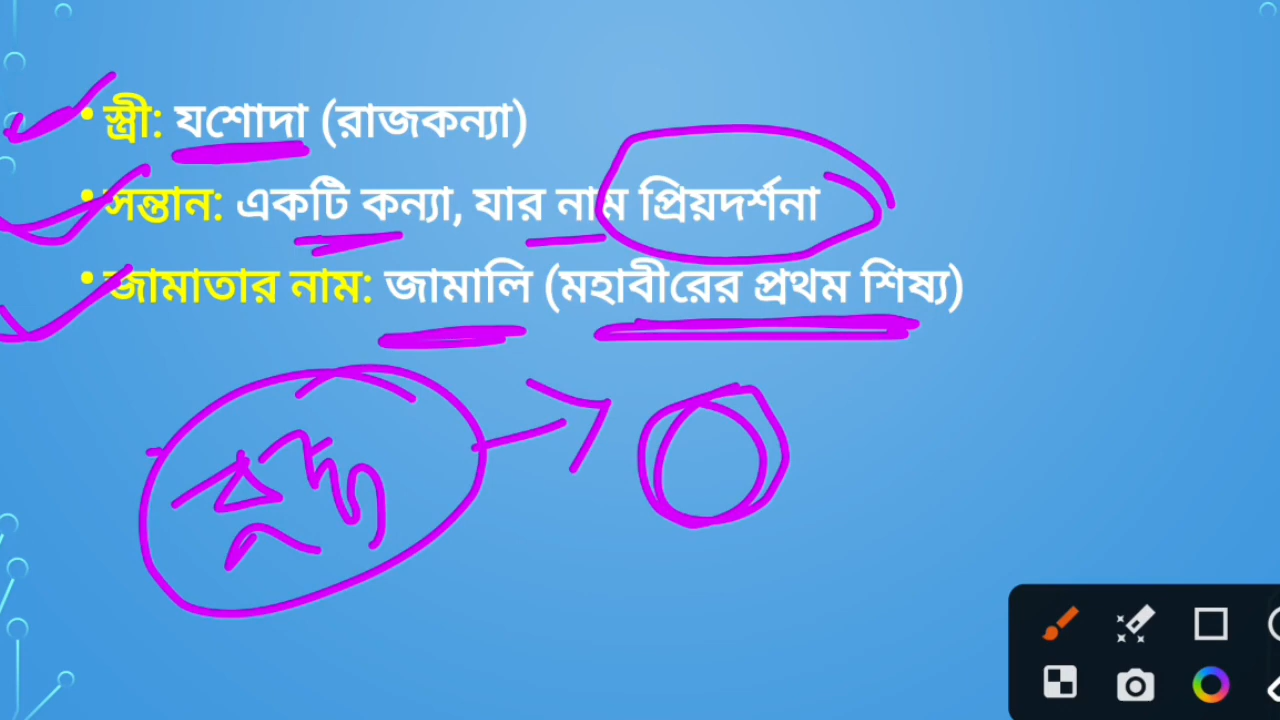 • স্ত্রী: যশোদা (রাজকন্যা)
• সন্তান: একটি কন্যা, যার নাম প্রিয়দর্শনা
• জামাতার নাম: জামালি (মহাবীরের প্রথম শিষ্য)
বুদ্ধ